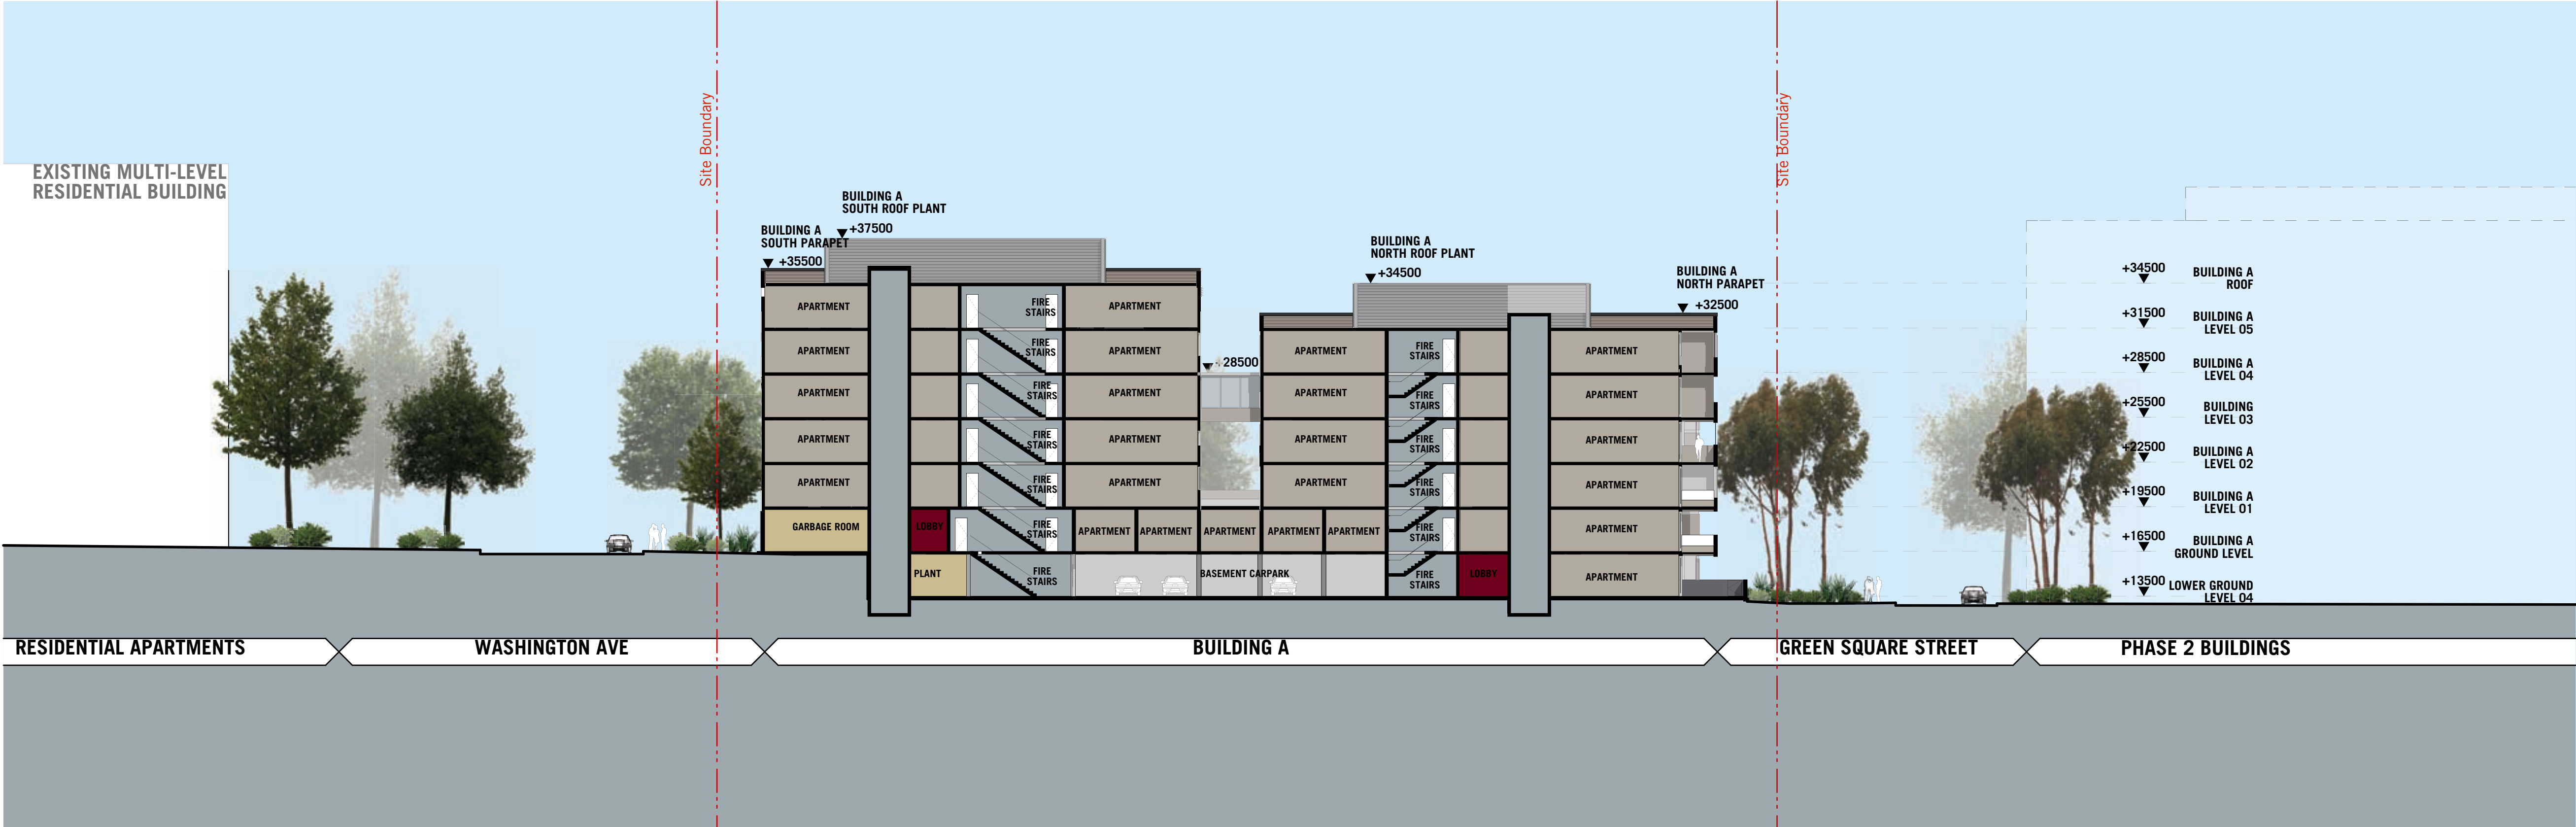 Site Boundary
Site Boundary
EXISTING MULTI-LEVEL
RESIDENTIAL BUILDING
BUILDING A
SOUTH ROOF PLANT
+37500
BUILDING A
SOUTH PARAPET
+35500
BUILDING A
NORTH ROOF PLANT
+34500
BUILDING A
NORTH PARAPET
+32500
+28500
APARTMENT
FIRE
STAIRS
APARTMENT
APARTMENT
FIRE
STAIRS
APARTMENT
APARTMENT
FIRE
STAIRS
APARTMENT
APARTMENT
FIRE
STAIRS
APARTMENT
APARTMENT
FIRE
STAIRS
APARTMENT
APARTMENT
FIRE
STAIRS
APARTMENT
APARTMENT
FIRE
STAIRS
APARTMENT
APARTMENT
FIRE
STAIRS
APARTMENT
APARTMENT
FIRE
STAIRS
APARTMENT
GARBAGE ROOM
LOBBY
FIRE
STAIRS
APARTMENT
APARTMENT
APARTMENT
APARTMENT
APARTMENT
FIRE
STAIRS
APARTMENT
PLANT
FIRE
STAIRS
BASEMENT CARPARK
FIRE
STAIRS
LOBBY
APARTMENT
+34500
BUILDING A
ROOF
+31500
BUILDING A
LEVEL 05
+28500
BUILDING A
LEVEL 04
+25500
BUILDING
LEVEL 03
+22500
BUILDING A
LEVEL 02
+19500
BUILDING A
LEVEL 01
+16500
BUILDING A
GROUND LEVEL
+13500
LOWER GROUND
LEVEL 04
RESIDENTIAL APARTMENTS
WASHINGTON AVE
BUILDING A
GREEN SQUARE STREET
PHASE 2 BUILDINGS